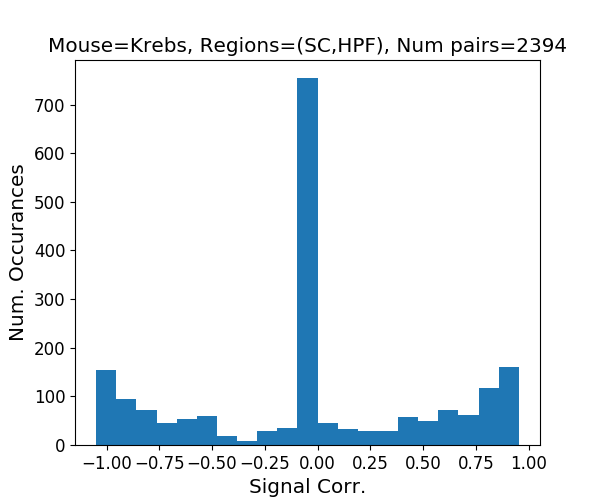 Mouse=Krebs, Regions=(SC,HPF), Num pairs=2394
700
600
500
400
300
200
100
0
Num. Occurances
−1.00 −0.75 −0.50 −0.25 0.00 0.25 0.50 0.75 1.00
Signal Corr.